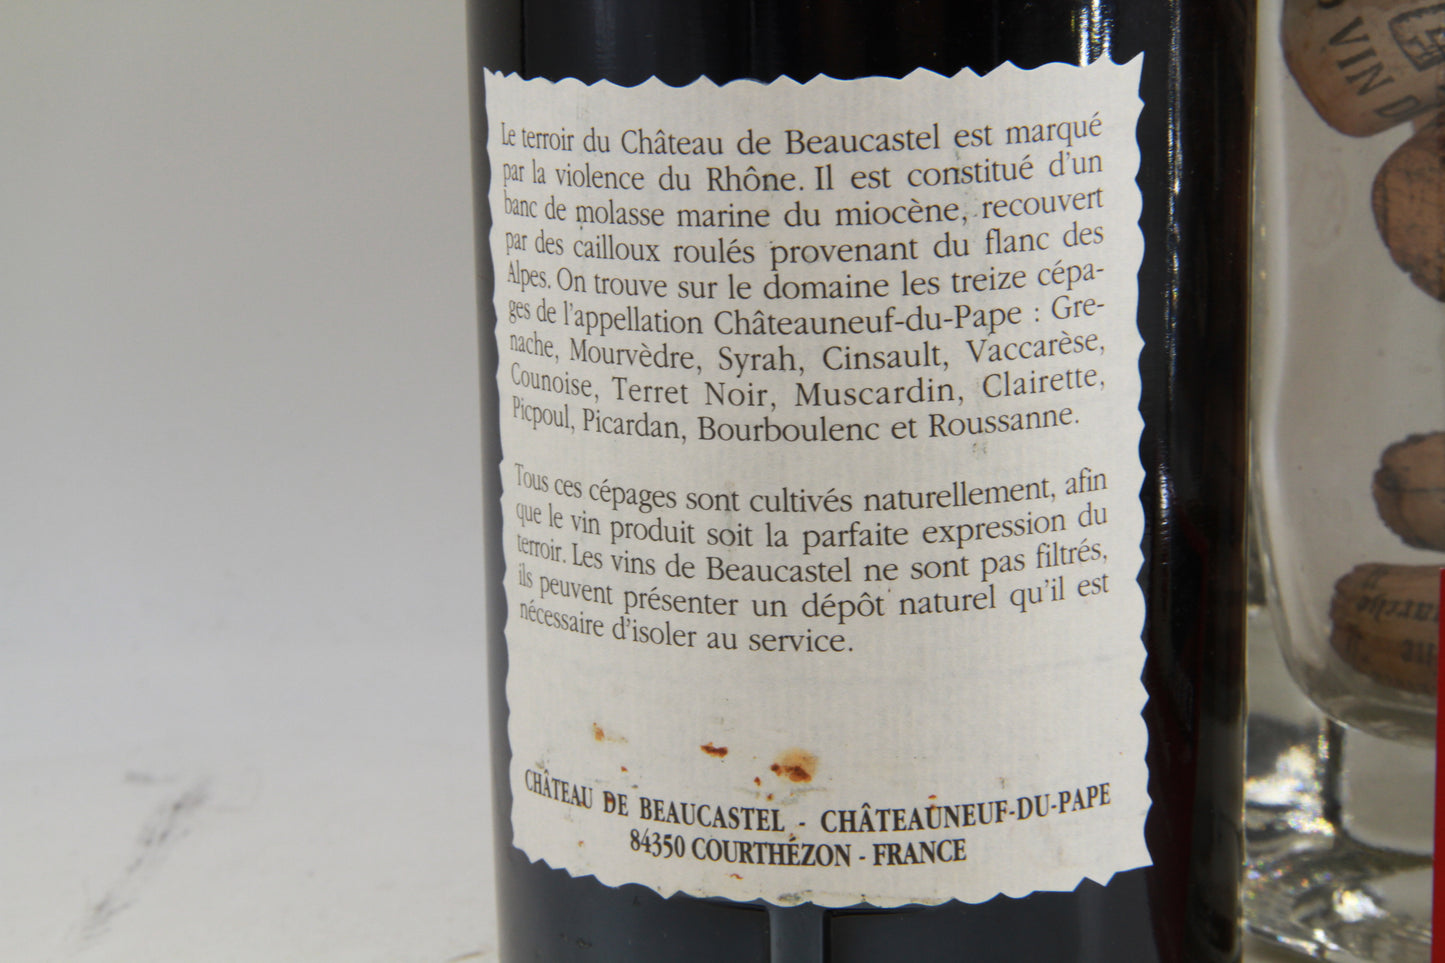 Le terroir du Château de Beaucastel est marqué
par la violence du Rhône. Il est constitué d'un
banc de molasse marine du miocène, recouvert
par des cailloux roulés provenant du flanc des
Alpes. On trouve sur le domaine les treize cépa-
ges de l'appellation Châteauneuf-du-Pape : Gre-
nache, Mourvèdre, Syrah, Cinsault, Vaccarèse,
Counoise, Terret Noir, Muscardin, Clairette,
Picpoul, Picardan, Bourboulenc et Roussanne.
Tous ces cépages sont cultivés naturellement, afin
que le vin produit soit la parfaite expression du
terroir. Les vins de Beaucastel ne sont pas filtrés,
ils peuvent présenter un dépôt naturel qu'il est
nécessaire d'isoler au service.
CHÂTEAU DE BEAUCASTEL - CHÂTEAUNEUF-DU-PAPE
84350 COURTHÉZON - FRANCE
VIN